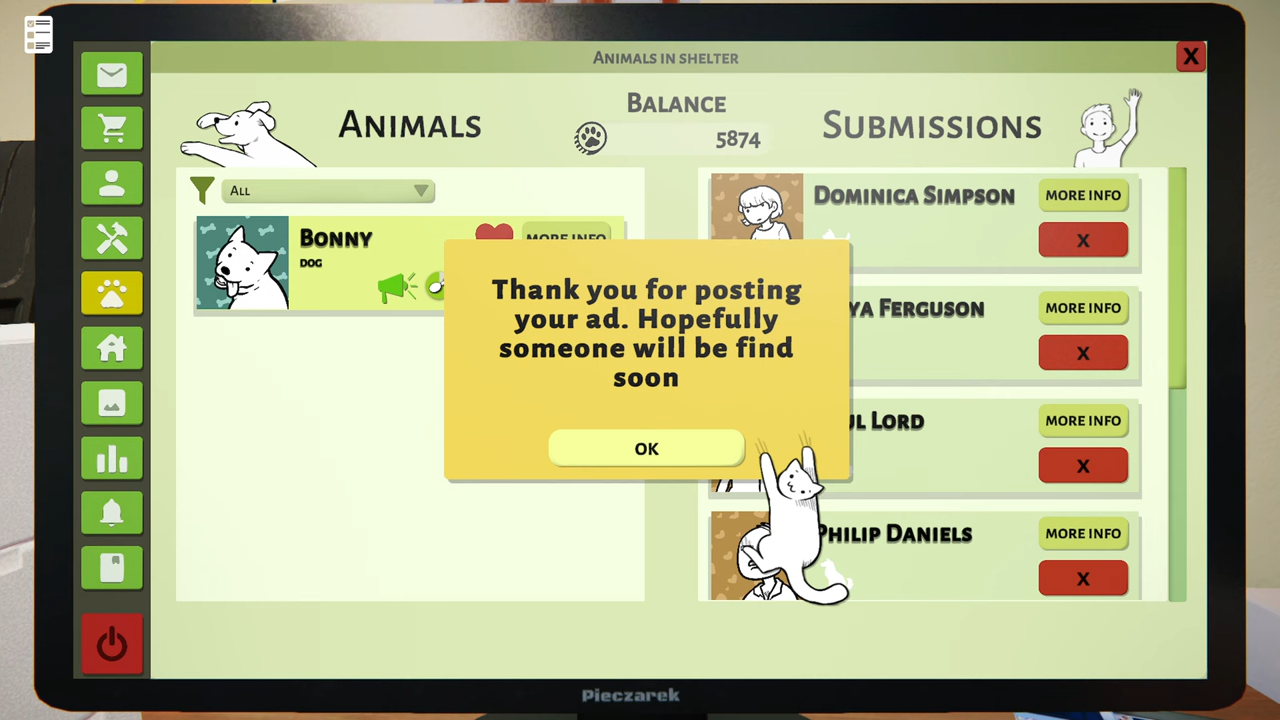 ANIMALS IN SHELTER
X
ANIMALS
BALANCE
5874
SUBMISSIONS
ALL
BONNY
DOG
MORE INFO
DOMINICA SIMPSON
MORE INFO
X
Thank you for posting
your ad. Hopefully
someone will be find
soon
OK
YA FERGUSON
MORE INFO
X
UL LORD
MORE INFO
X
PHILIP DANIELS
MORE INFO
X
Pieczarek